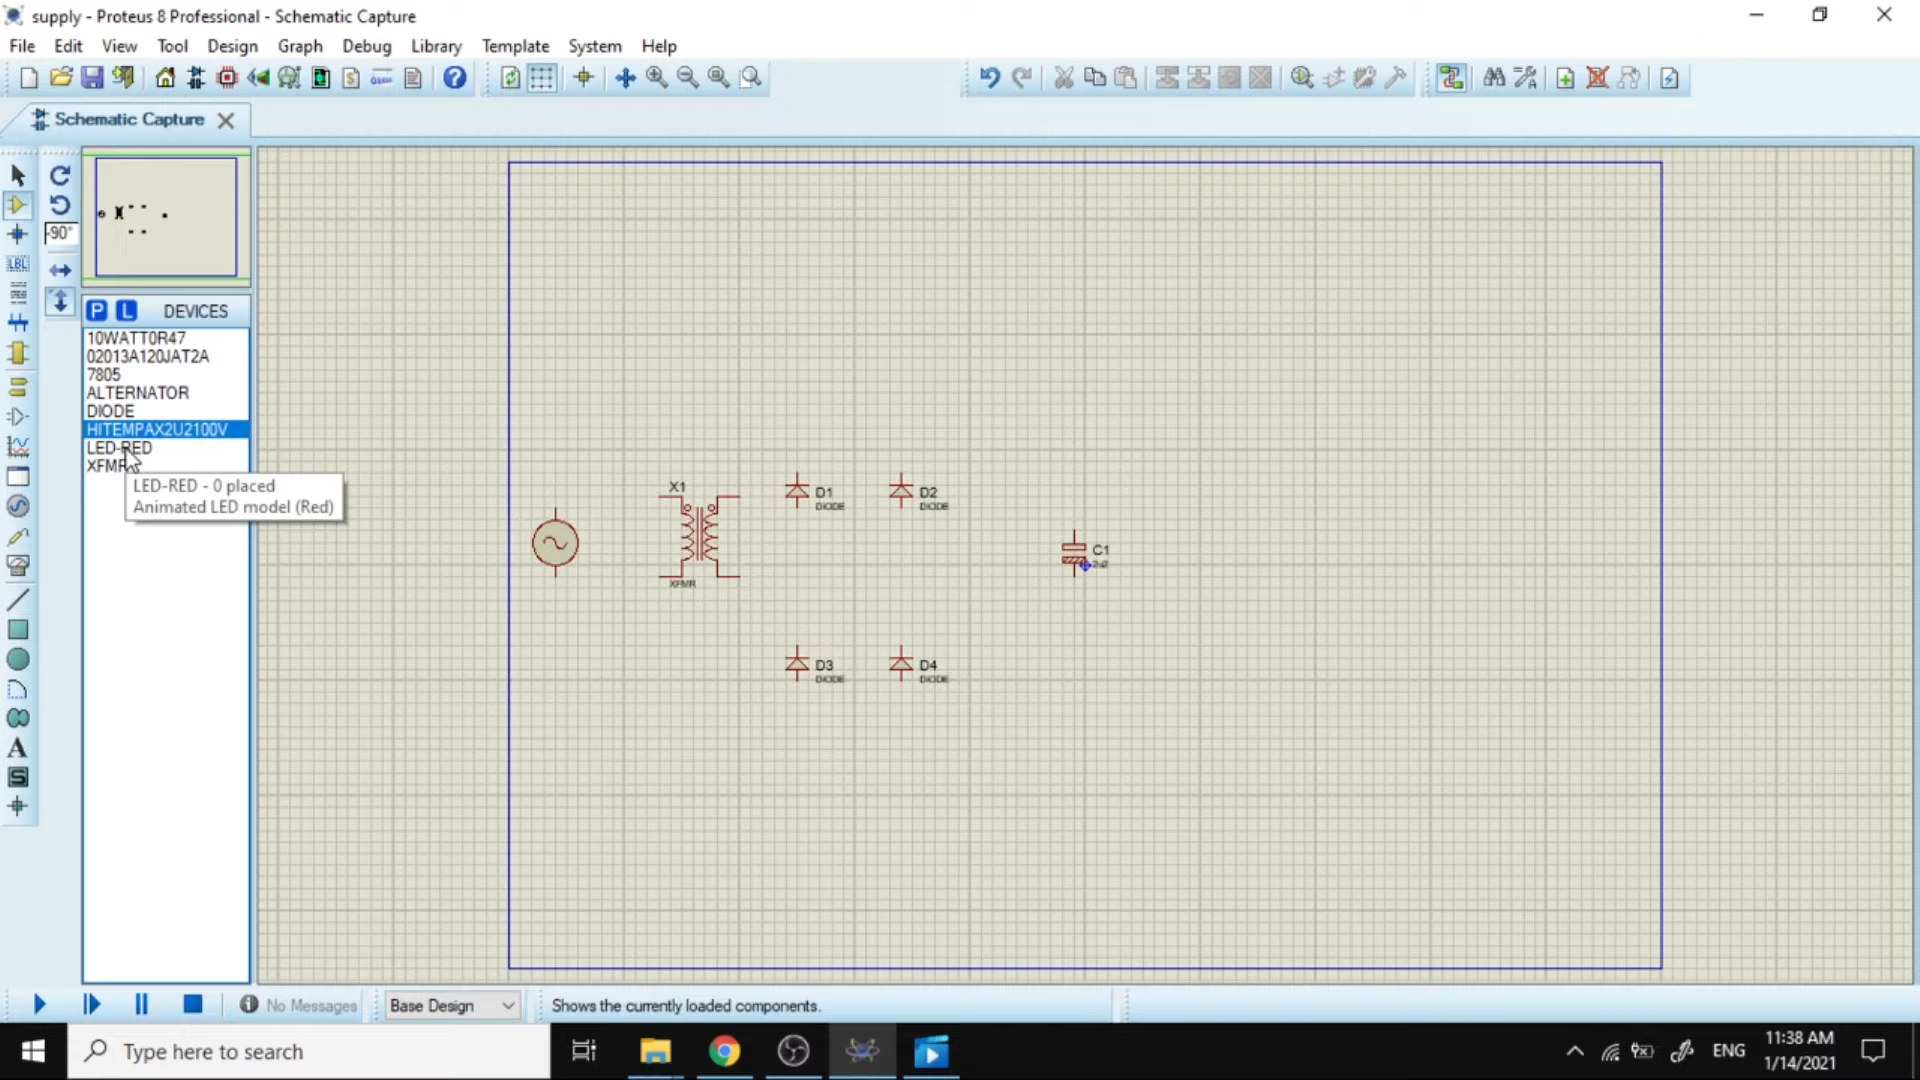 supply - Proteus 8 Professional - Schematic Capture
File Edit View Tool Design Graph Debug Library Template System Help
Schematic Capture
-90°
LBL
P L DEVICES
10WATT0R47
02013A120JAT2A
7805
ALTERNATOR
DIODE
HITEMPAX2U2100V
LED-RED
XFMR
LED-RED - 0 placed
Animated LED model (Red)
X1
XFMR
D1
DIODE
D2
DIODE
C1
2u2
D3
DIODE
D4
DIODE
A
S
No Messages
Base Design
Shows the currently loaded components.
Type here to search
ENG
11:38 AM
1/14/2021